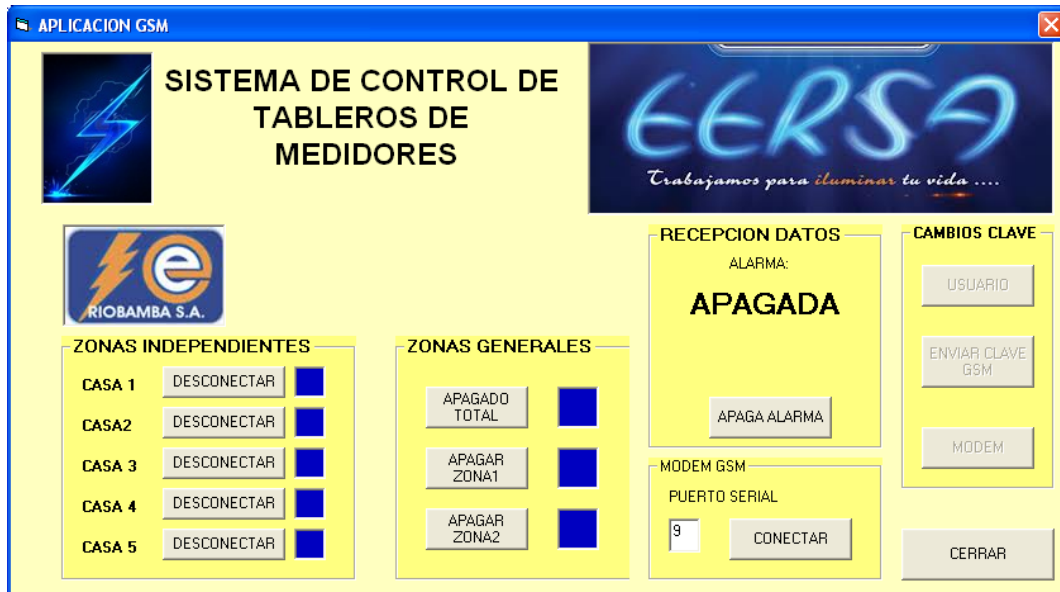 APLICACION GSM
SISTEMA DE CONTROL DE
TABLEROS DE
MEDIDORES
EERSA
Trabajamos para iluminar tu vida ....
e
RIOBAMBA S.A.
ZONAS INDEPENDIENTES
CASA 1 DESCONECTAR
CASA2 DESCONECTAR
CASA 3 DESCONECTAR
CASA 4 DESCONECTAR
CASA 5 DESCONECTAR
ZONAS GENERALES
APAGADO
TOTAL
APAGAR
ZONA1
APAGAR
ZONA2
RECEPCION DATOS
ALARMA:
APAGADA
APAGA ALARMA
MODEM GSM
PUERTO SERIAL
9 CONECTAR
CAMBIOS CLAVE
USUARIO
ENVIAR CLAVE
GSM
MODEM
CERRAR